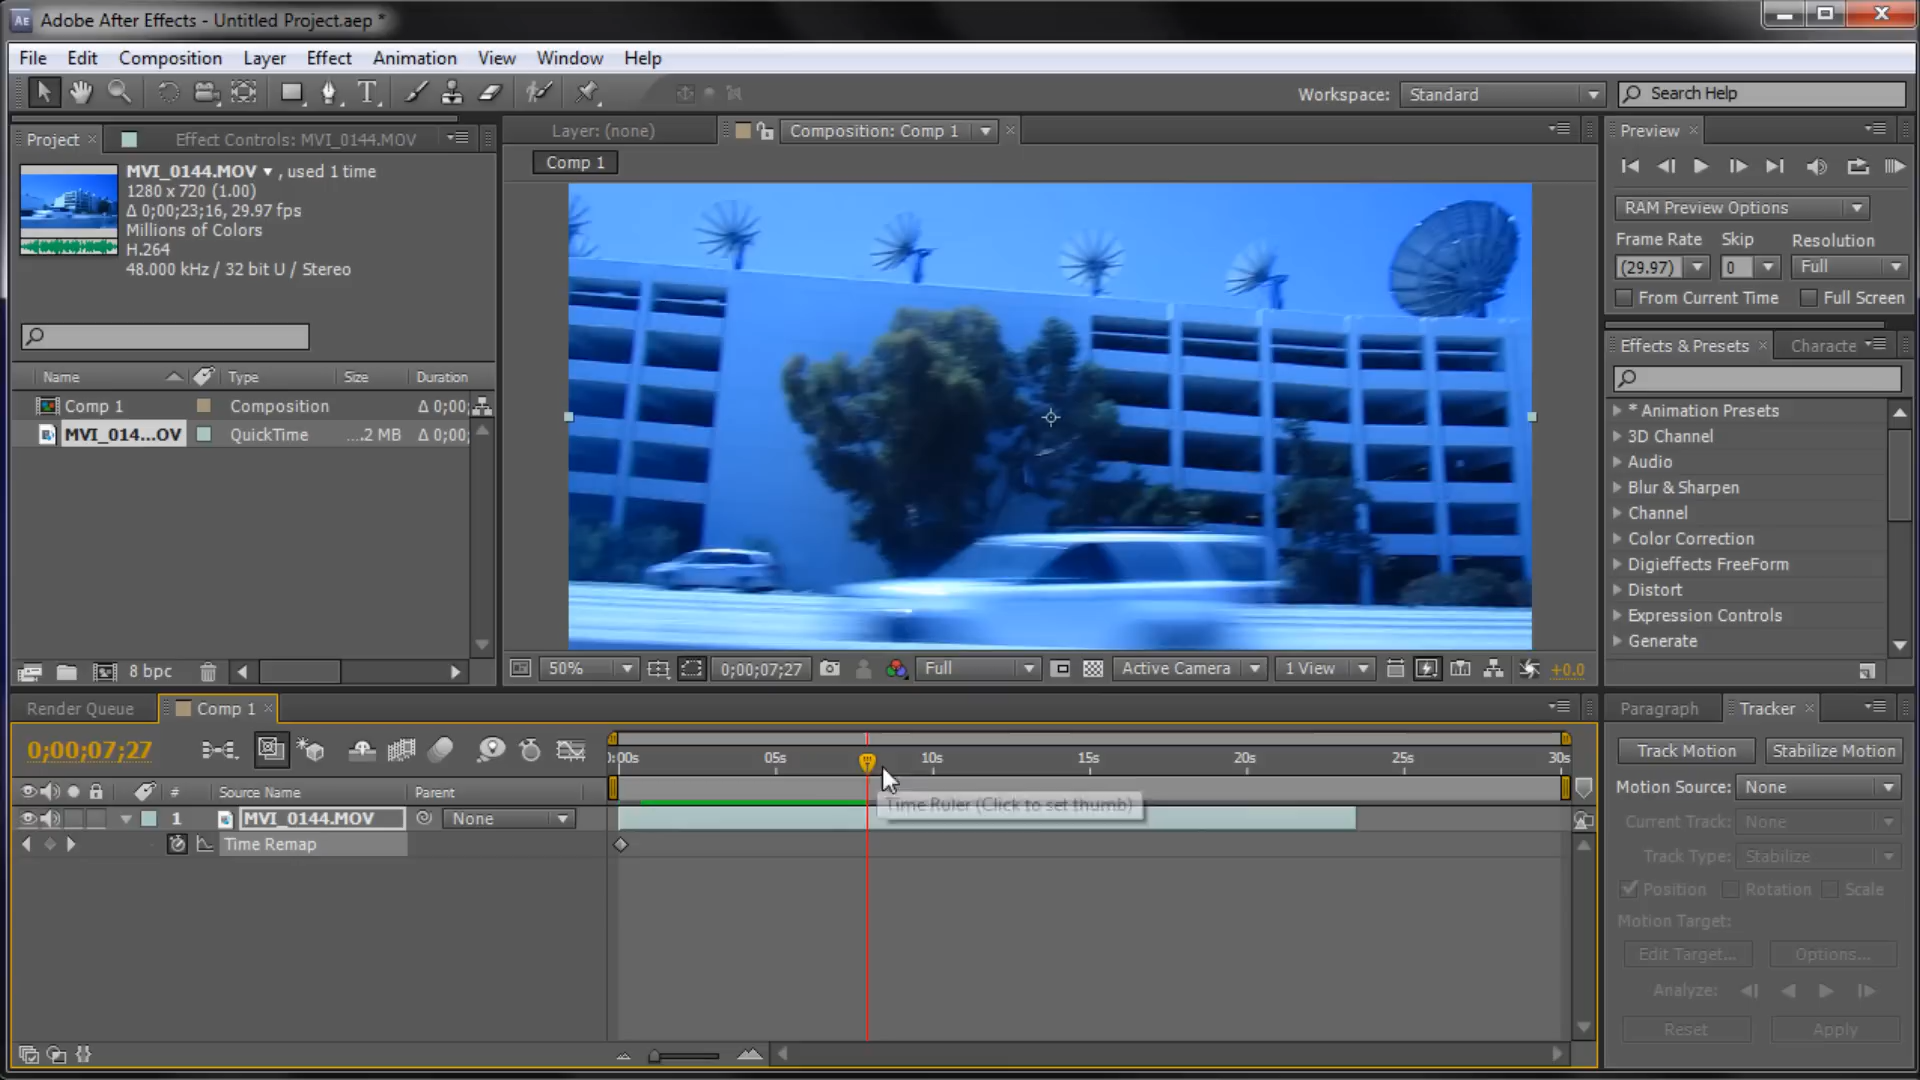 Adobe After Effects - Untitled Project.aep *
File Edit Composition Layer Effect Animation View Window Help
Workspace: Standard Search Help
Project Effect Controls: MVI_0144.MOV
MVI_0144.MOV , used 1 time
1280 x 720 (1.00)
Δ 0;00;23;16, 29.97 fps
Millions of Colors
H.264
48.000 kHz / 32 bit U / Stereo
Name Type Size Duration
Comp 1 Composition Δ 0;00;
MVI_014...OV QuickTime ....2 MB Δ 0;00;
8 bpc
Layer: (none) Composition: Comp 1
Comp 1
50% 0;00;07;27 Full Active Camera 1 View +0.0
Preview
RAM Preview Options
Frame Rate Skip Resolution
(29.97) 0 Full
From Current Time Full Screen
Effects & Presets Characte
* Animation Presets
3D Channel
Audio
Blur & Sharpen
Channel
Color Correction
Digieffects FreeForm
Distort
Expression Controls
Generate
Render Queue Comp 1
0;00;07;27
):00s 05s 10s 15s 20s 25s 30s
# Source Name Parent
1 MVI_0144.MOV None
Time Remap
Time Ruler (Click to set thumb)
Paragraph Tracker
Track Motion Stabilize Motion
Motion Source: None
Current Track: None
Track Type: Stabilize
Position Rotation Scale
Motion Target:
Edit Target... Options...
Analyze:
Reset Apply